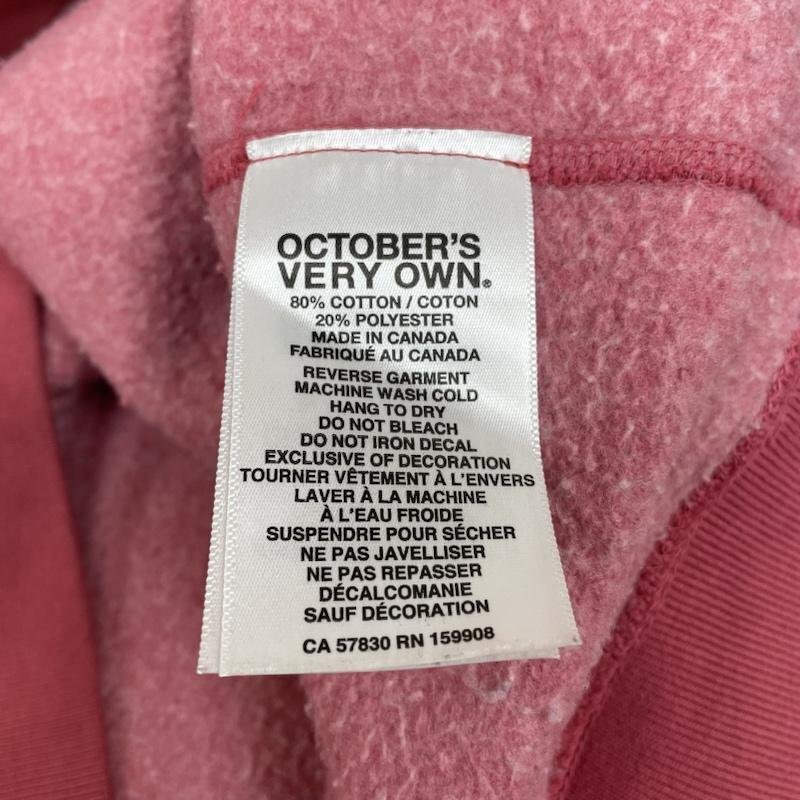 OCTOBER'S
VERY OWN®
80% COTTON / COTON
20% POLYESTER
MADE IN CANADA
FABRIQUÉ AU CANADA
REVERSE GARMENT
MACHINE WASH COLD
HANG TO DRY
DO NOT BLEACH
DO NOT IRON DECAL
EXCLUSIVE OF DECORATION
TOURNER VÊTEMENT À L'ENVERS
LAVER À LA MACHINE
À L'EAU FROIDE
SUSPENDRE POUR SÉCHER
NE PAS JAVELLISER
NE PAS REPASSER
DÉCALCOMANIE
SAUF DÉCORATION
CA 57830 RN 159908